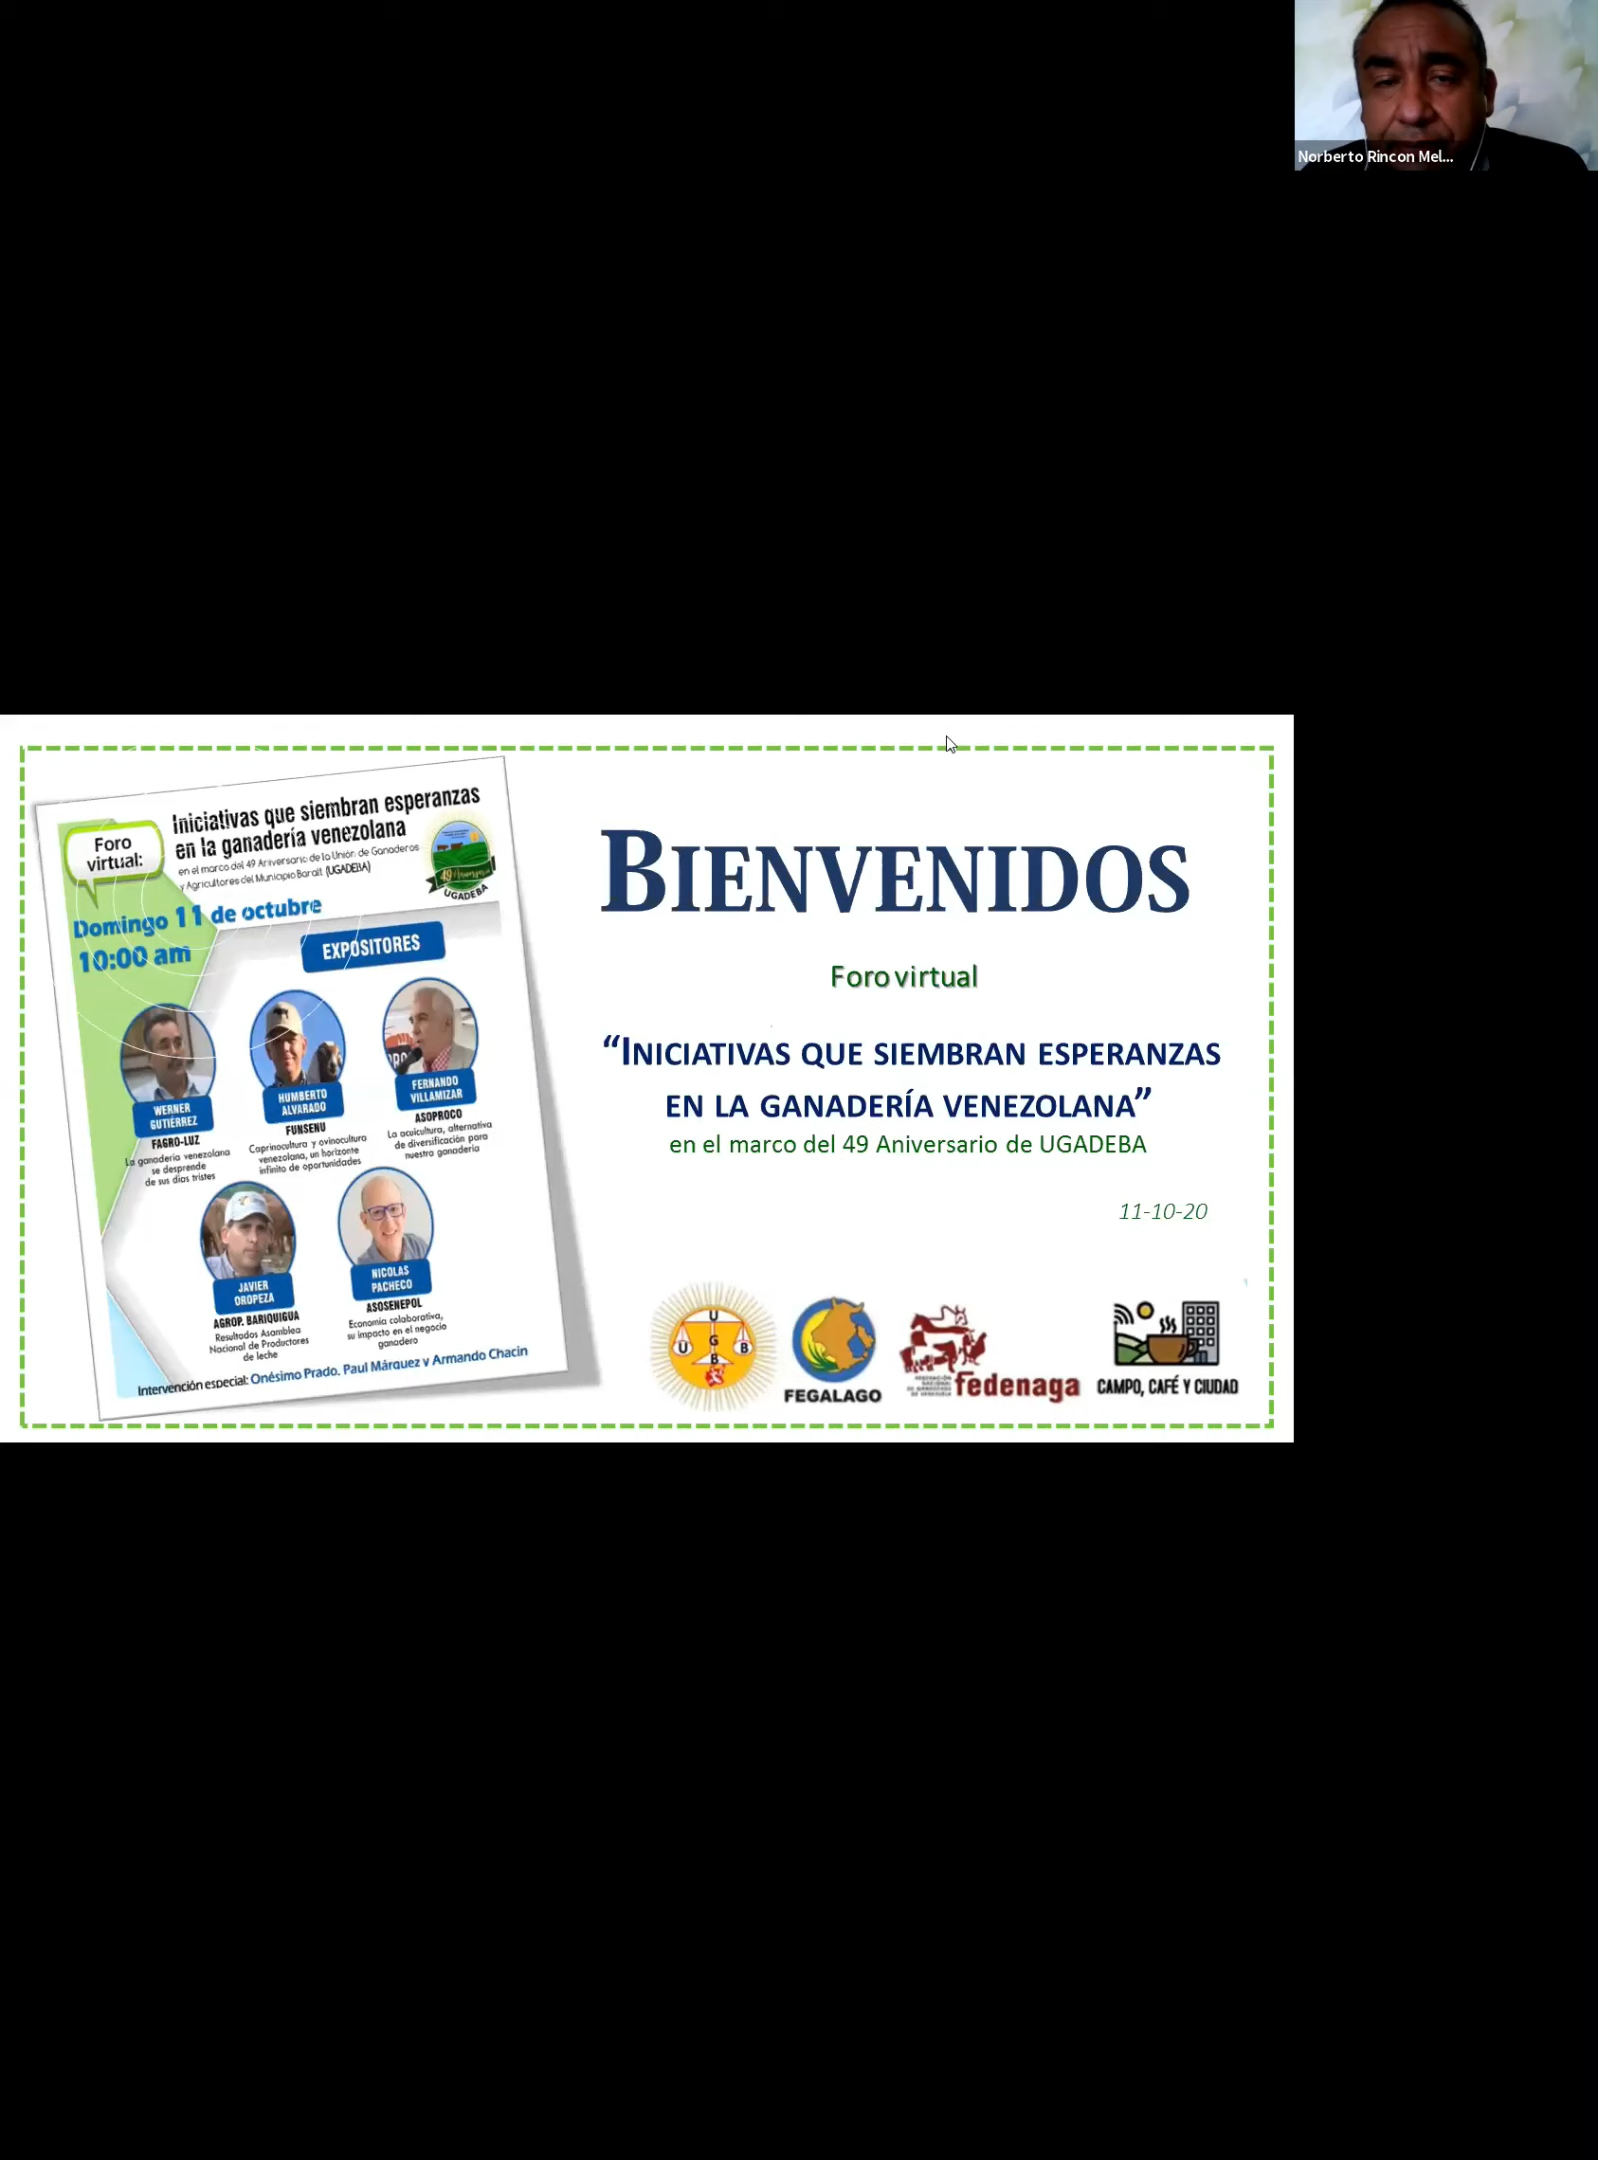 Norberto Rincon Mel...
Foro
virtual:
Iniciativas que siembran esperanzas
en la ganadería venezolana
en el marco del 49 Aniversario de la Unión de Ganaderos
y Agricultores del Municipio Baralt (UGADEBA)
49 Aniversario
UGADEBA
Domingo 11 de octubre
10:00 am
EXPOSITORES
WERNER
GUTIÉRREZ
FAGRO-LUZ
La ganadería venezolana
se desprende
de sus días tristes
HUMBERTO
ALVARADO
FUNSENU
Caprinocultura y ovinocultura
venezolana, un horizonte
infinito de oportunidades
FERNANDO
VILLAMIZAR
ASOPROCO
La acuicultura, alternativa
de diversificación para
nuestra ganadería
JAVIER
OROPEZA
AGROP. BARIQUIGUA
Resultados Asamblea
Nacional de Productores
de leche
NICOLAS
PACHECO
ASOSENEPOL
Economía colaborativa,
su impacto en el negocio
ganadero
Intervención especial: Onésimo Prado, Paul Márquez y Armando Chacín
BIENVENIDOS
Foro virtual
“INICIATIVAS QUE SIEMBRAN ESPERANZAS
EN LA GANADERÍA VENEZOLANA”
en el marco del 49 Aniversario de UGADEBA
11-10-20
U
U G B
B
FEGALAGO
fedenaga
CAMPO, CAFÉ Y CIUDAD